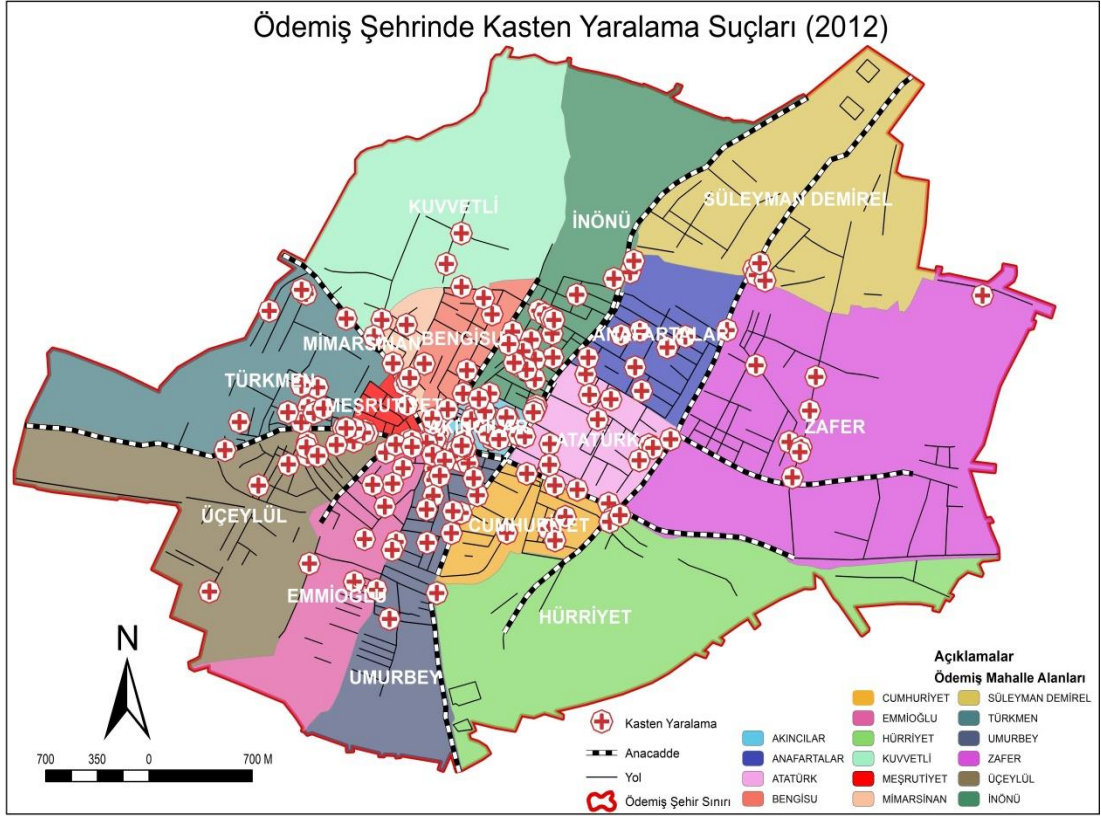 Ödemiş Şehrinde Kasten Yaralama Suçları (2012)
KUVVETLİ
İNÖNÜ
SÜLEYMAN DEMİREL
MİMARSİNAN
BENGİSU
ANAFARTALAR
TÜRKMEN
MEŞRUTİYET
AKINCILAR
ATATÜRK
ZAFER
ÜÇEYLÜL
CUMHURİYET
EMMİOĞLU
HÜRRİYET
UMURBEY
N
700 350 0 700 M
Kasten Yaralama
Anacadde
Yol
Ödemiş Şehir Sınırı
Açıklamalar
Ödemiş Mahalle Alanları
AKINCILAR
ANAFARTALAR
ATATÜRK
BENGİSU
CUMHURİYET
EMMİOĞLU
HÜRRİYET
KUVVETLİ
MEŞRUTİYET
MİMARSİNAN
SÜLEYMAN DEMİREL
TÜRKMEN
UMURBEY
ZAFER
ÜÇEYLÜL
İNÖNÜ